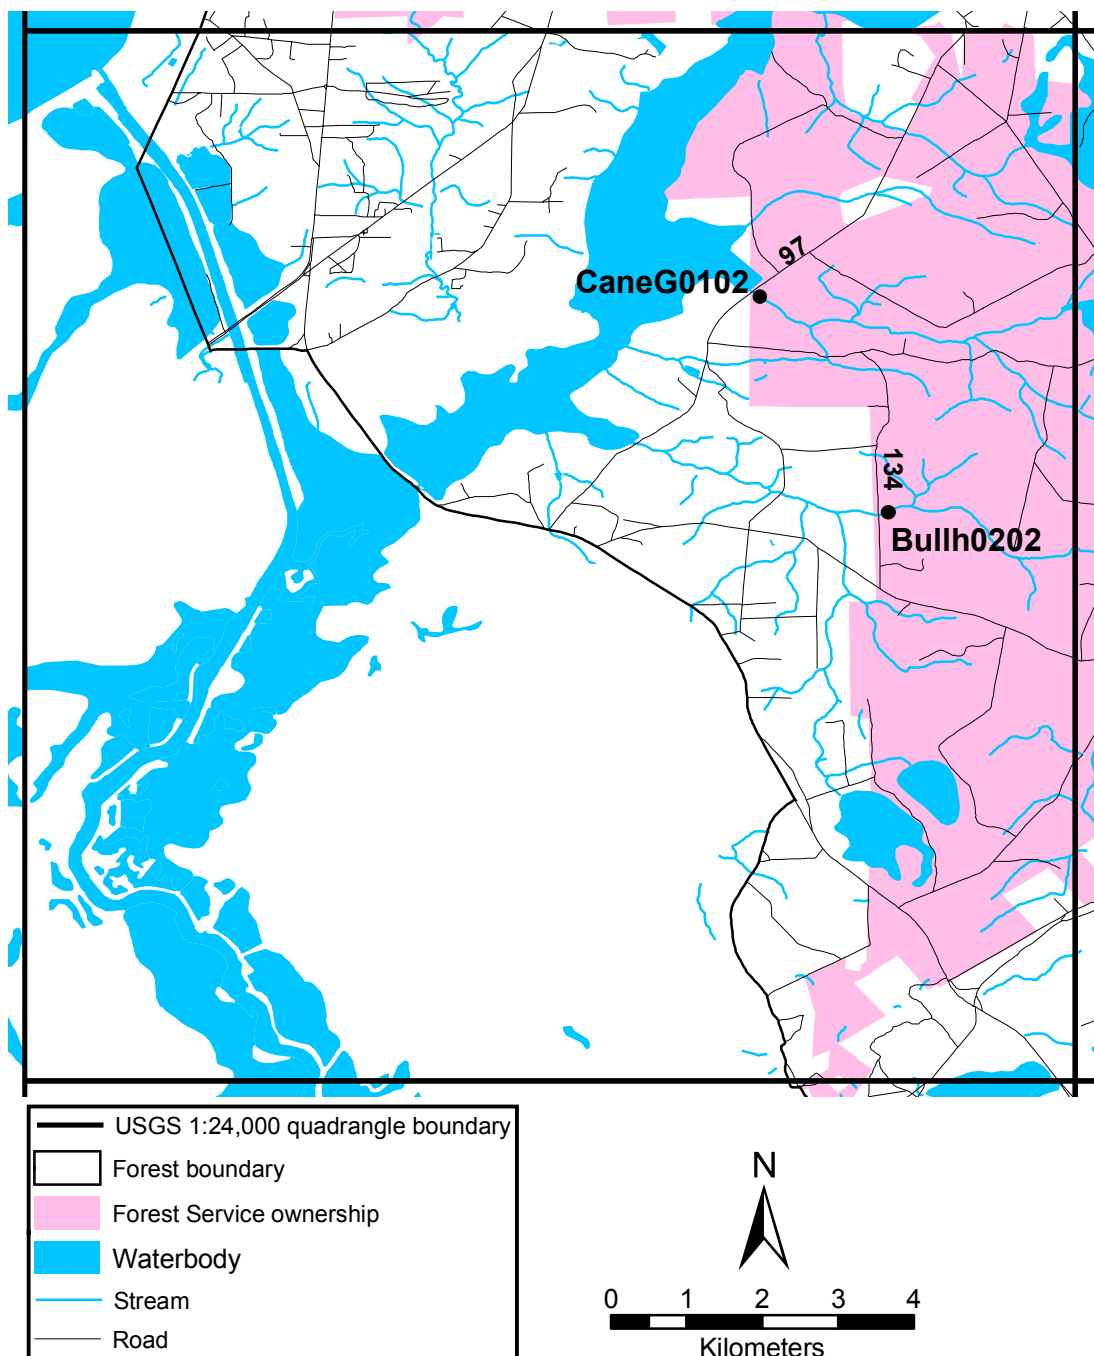 97
CaneG0102
134
Bullh0202
USGS 1:24,000 quadrangle boundary
Forest boundary
Forest Service ownership
Waterbody
Stream
Road
N
0 1 2 3 4
Kilometers